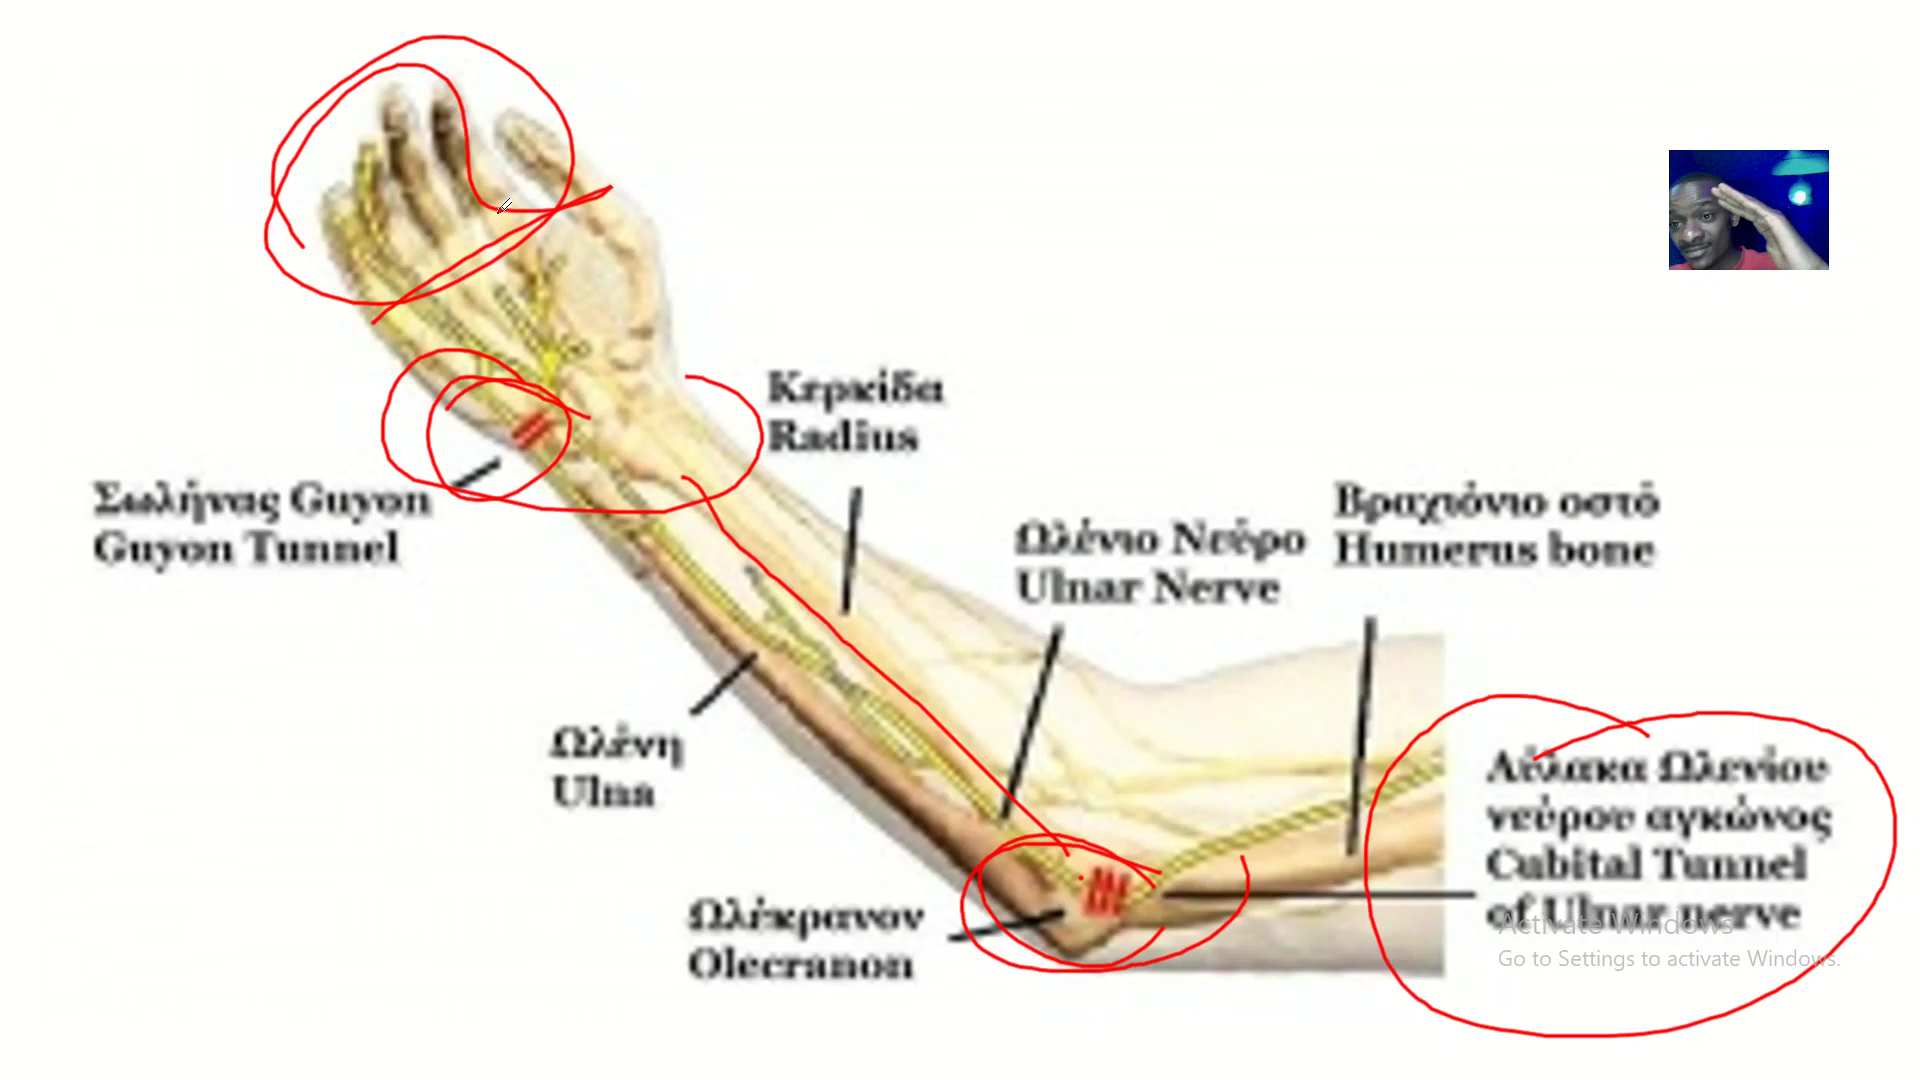 Κερκίδα
Radius
Σωλήνας Guyon
Guyon Tunnel
Ωλένιο Νεύρο
Ulnar Nerve
Βραχιόνιο οστό
Humerus bone
Ωλένη
Ulna
Αύλακα Ωλενίου
νεύρου αγκώνος
Cubital Tunnel
of Ulnar nerve
Ωλέκρανον
Olecranon
Activate Windows
Go to Settings to activate Windows.